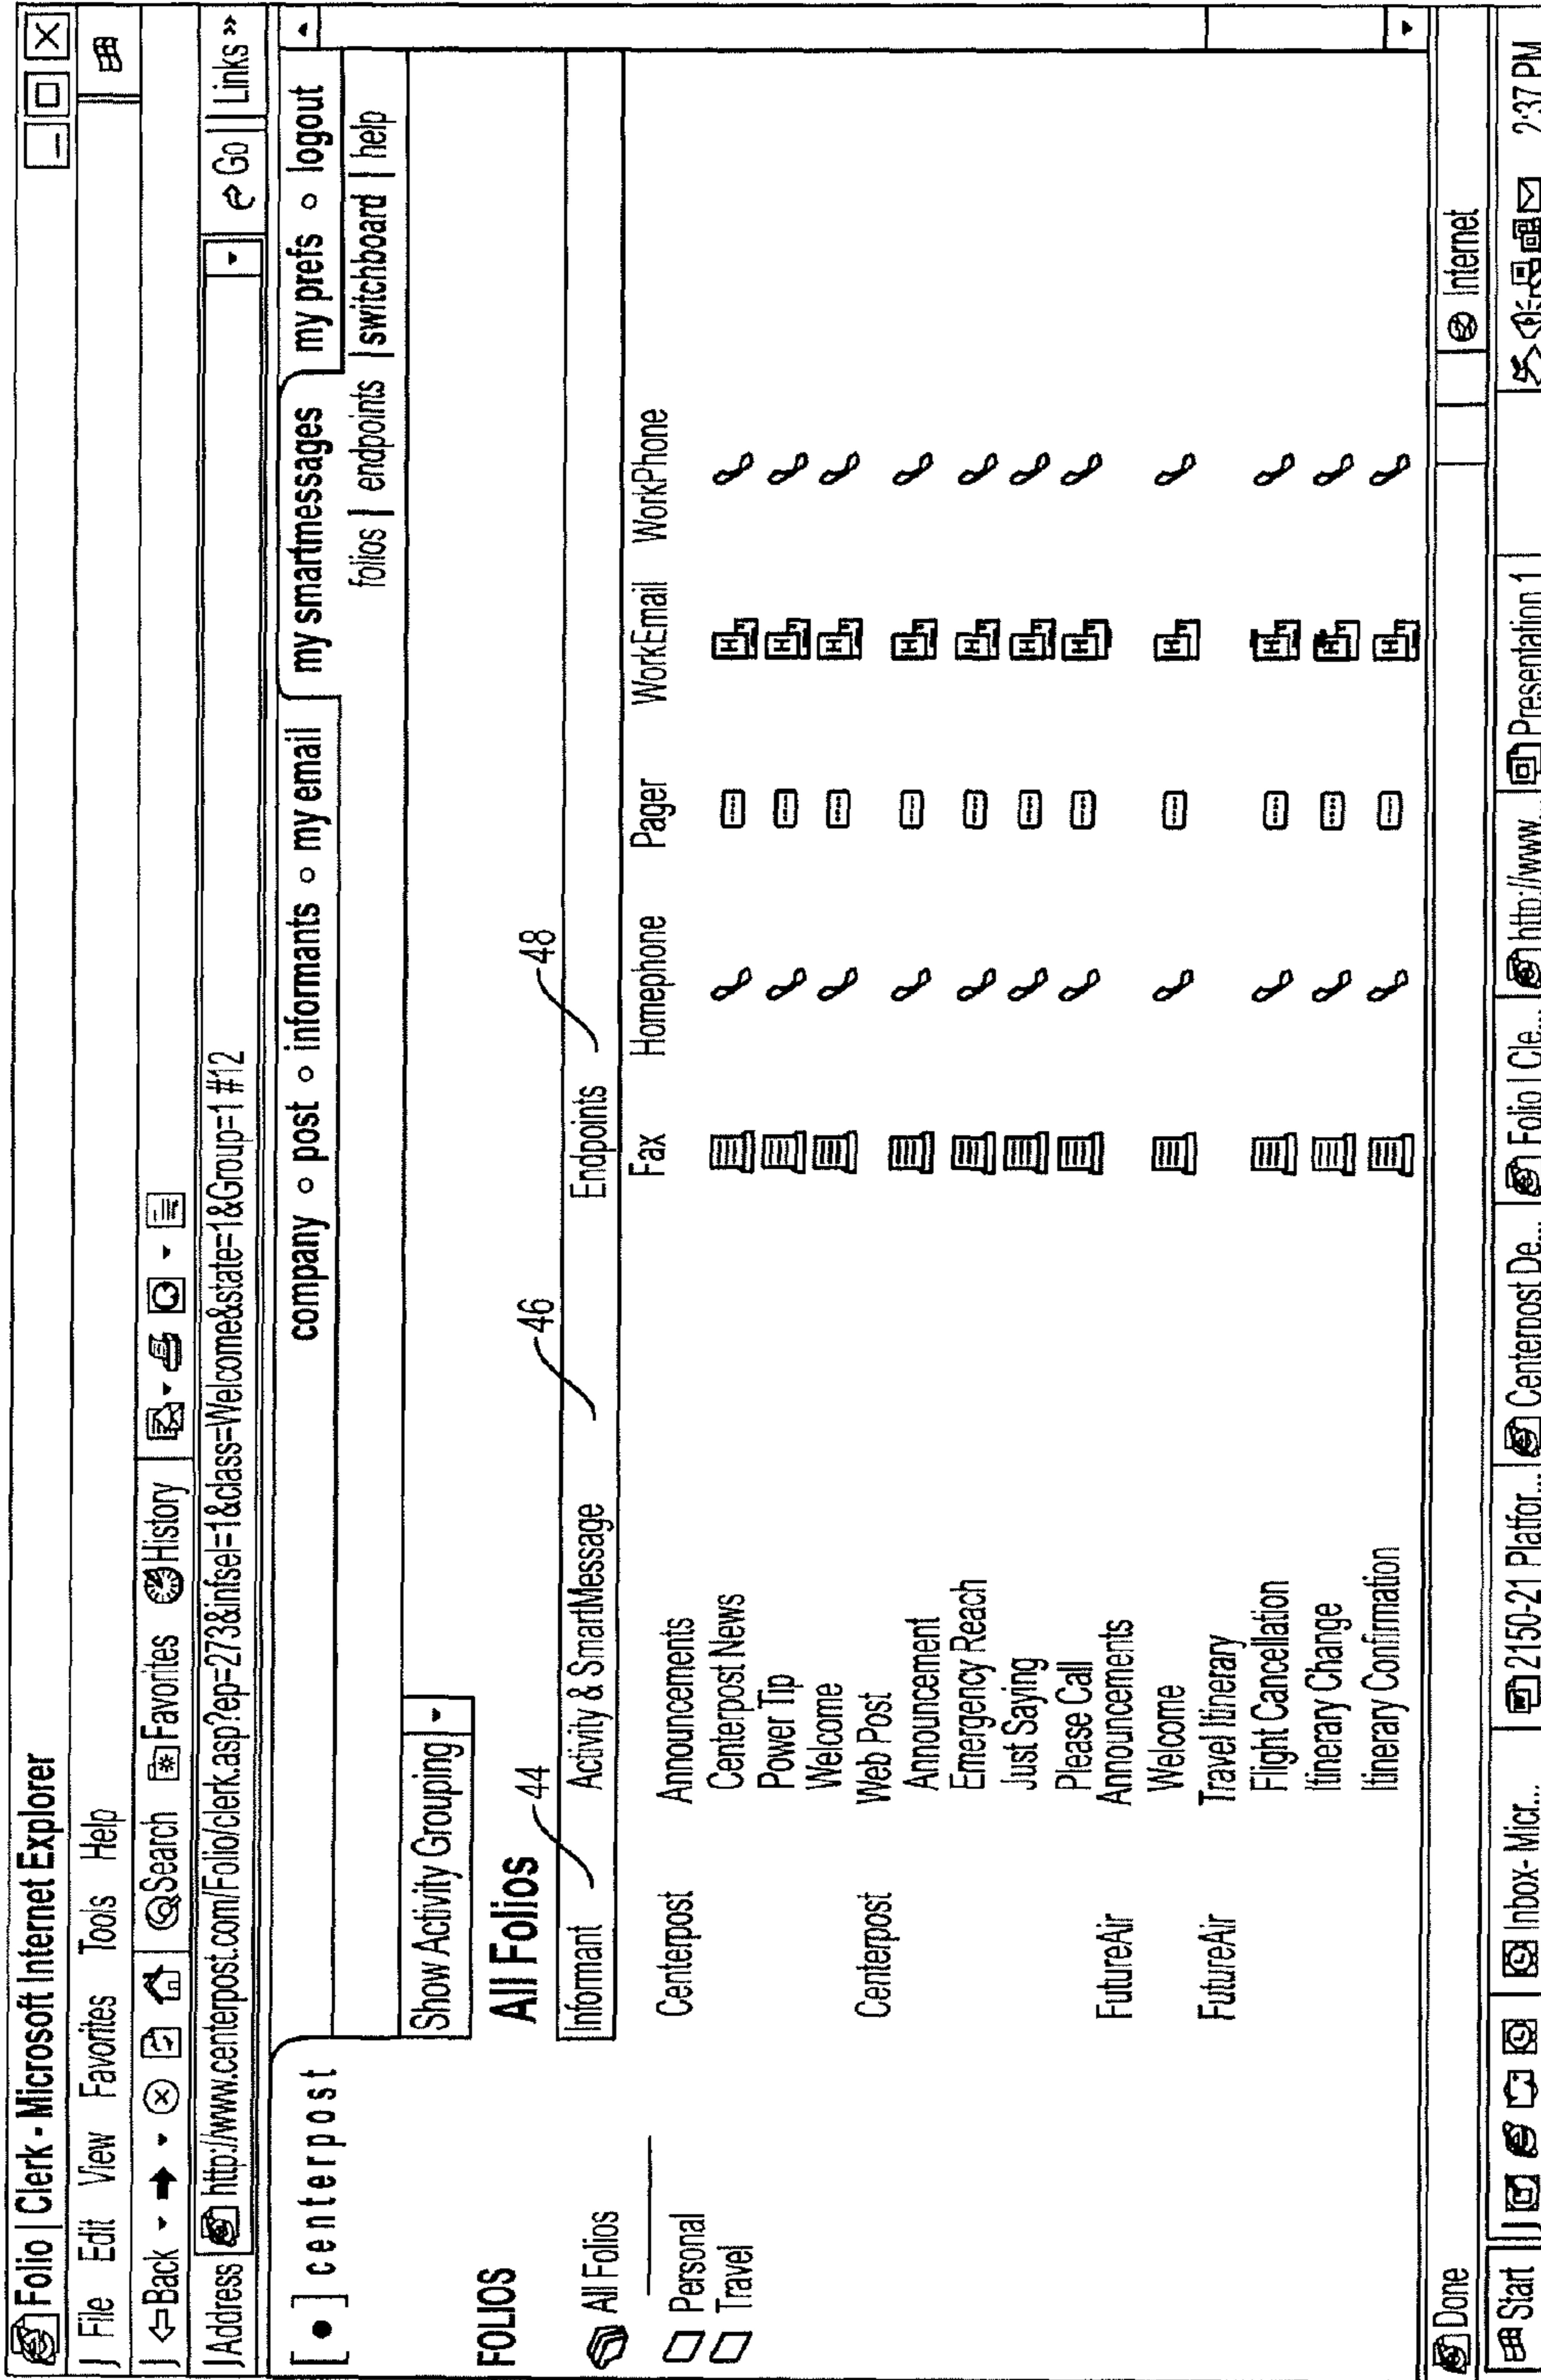 Folio | Clerk - Microsoft Internet Explorer
File Edit View Favorites Tools Help
Back Search Favorites History
Address http://www.centerpost.com/Folio/clerk.asp?ep=273&infsel=1&class=Welcome&state=1&Group=1#12 Go Links »
[ • ] centerpost
company o post o informants o my email my smartmessages my prefs o logout
folios | endpoints | switchboard | help
Show Activity Grouping
FOLIOS
All Folios
Personal
Travel
All Folios
44 46 48
Informant Activity & SmartMessage Endpoints
Fax Homephone Pager WorkEmail WorkPhone
Centerpost Announcements
Centerpost News
Power Tip
Welcome
Centerpost Web Post
Announcement
Emergency Reach
Just Saying
Please Call
FutureAir Announcements
Welcome
FutureAir Travel Itinerary
Flight Cancellation
Itinerary Change
Itinerary Confirmation
Done Internet
Start Inbox- Micr... 2150-21 Platfor... Centerpost De... Folio | Cle... http://www... Presentation 1 2:37 PM